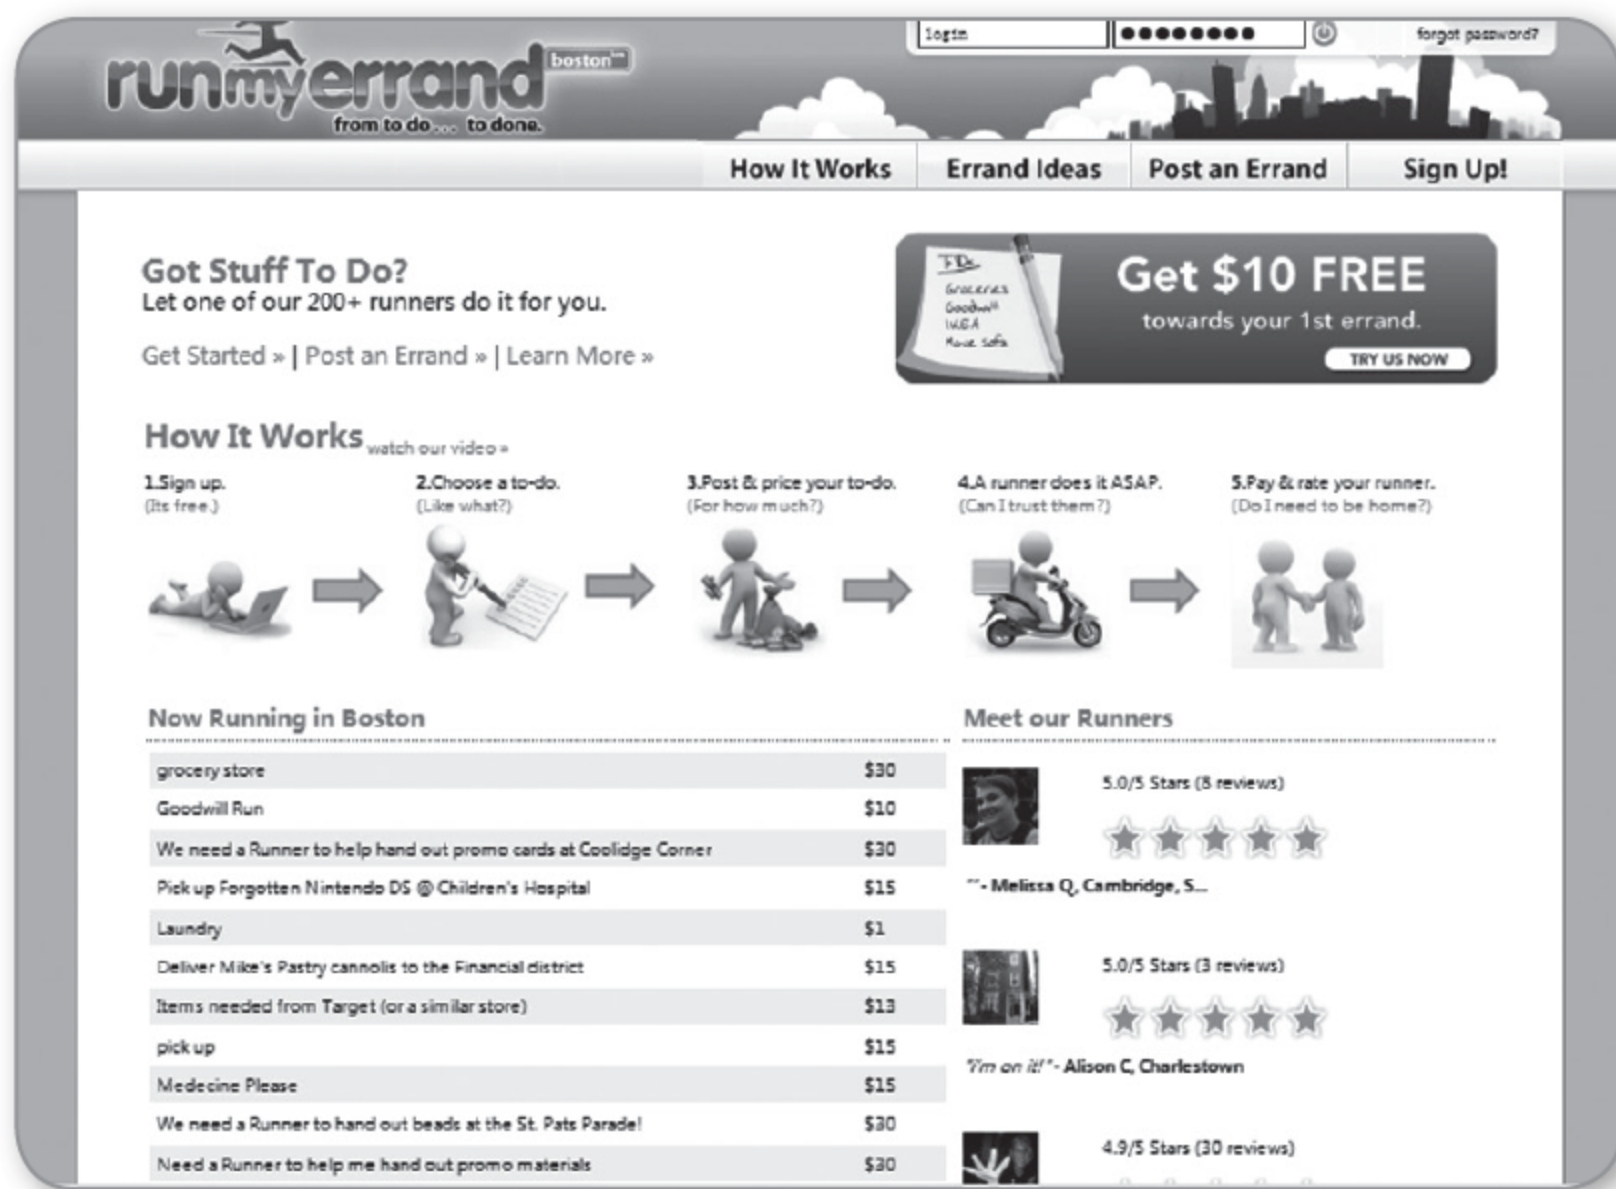 login ●●●●●●●● forgot password?
runmyerrand boston
from to do... to done.
How It Works Errand Ideas Post an Errand Sign Up!
Got Stuff To Do?
Let one of our 200+ runners do it for you.
Get Started » | Post an Errand » | Learn More »
To Do:
Groceries
Goodwill
IKEA
Move sofa
Get $10 FREE
towards your 1st errand.
TRY US NOW
How It Works watch our video »
1.Sign up.
(Its free.)
2.Choose a to-do.
(Like what?)
3.Post & price your to-do.
(For how much?)
4.A runner does it ASAP.
(Can I trust them?)
5.Pay & rate your runner.
(Do I need to be home?)
Now Running in Boston
grocery store $30
Goodwill Run $10
We need a Runner to help hand out promo cards at Coolidge Corner $30
Pick up Forgotten Nintendo DS @ Children's Hospital $15
Laundry $1
Deliver Mike's Pastry cannolis to the Financial district $15
Items needed from Target (or a similar store) $13
pick up $15
Medecine Please $15
We need a Runner to hand out beads at the St. Pats Parade! $30
Need a Runner to help me hand out promo materials $30
Meet our Runners
5.0/5 Stars (8 reviews)
""- Melissa Q, Cambridge, S...
5.0/5 Stars (3 reviews)
"I'm on it!"- Alison C, Charlestown
4.9/5 Stars (30 reviews)